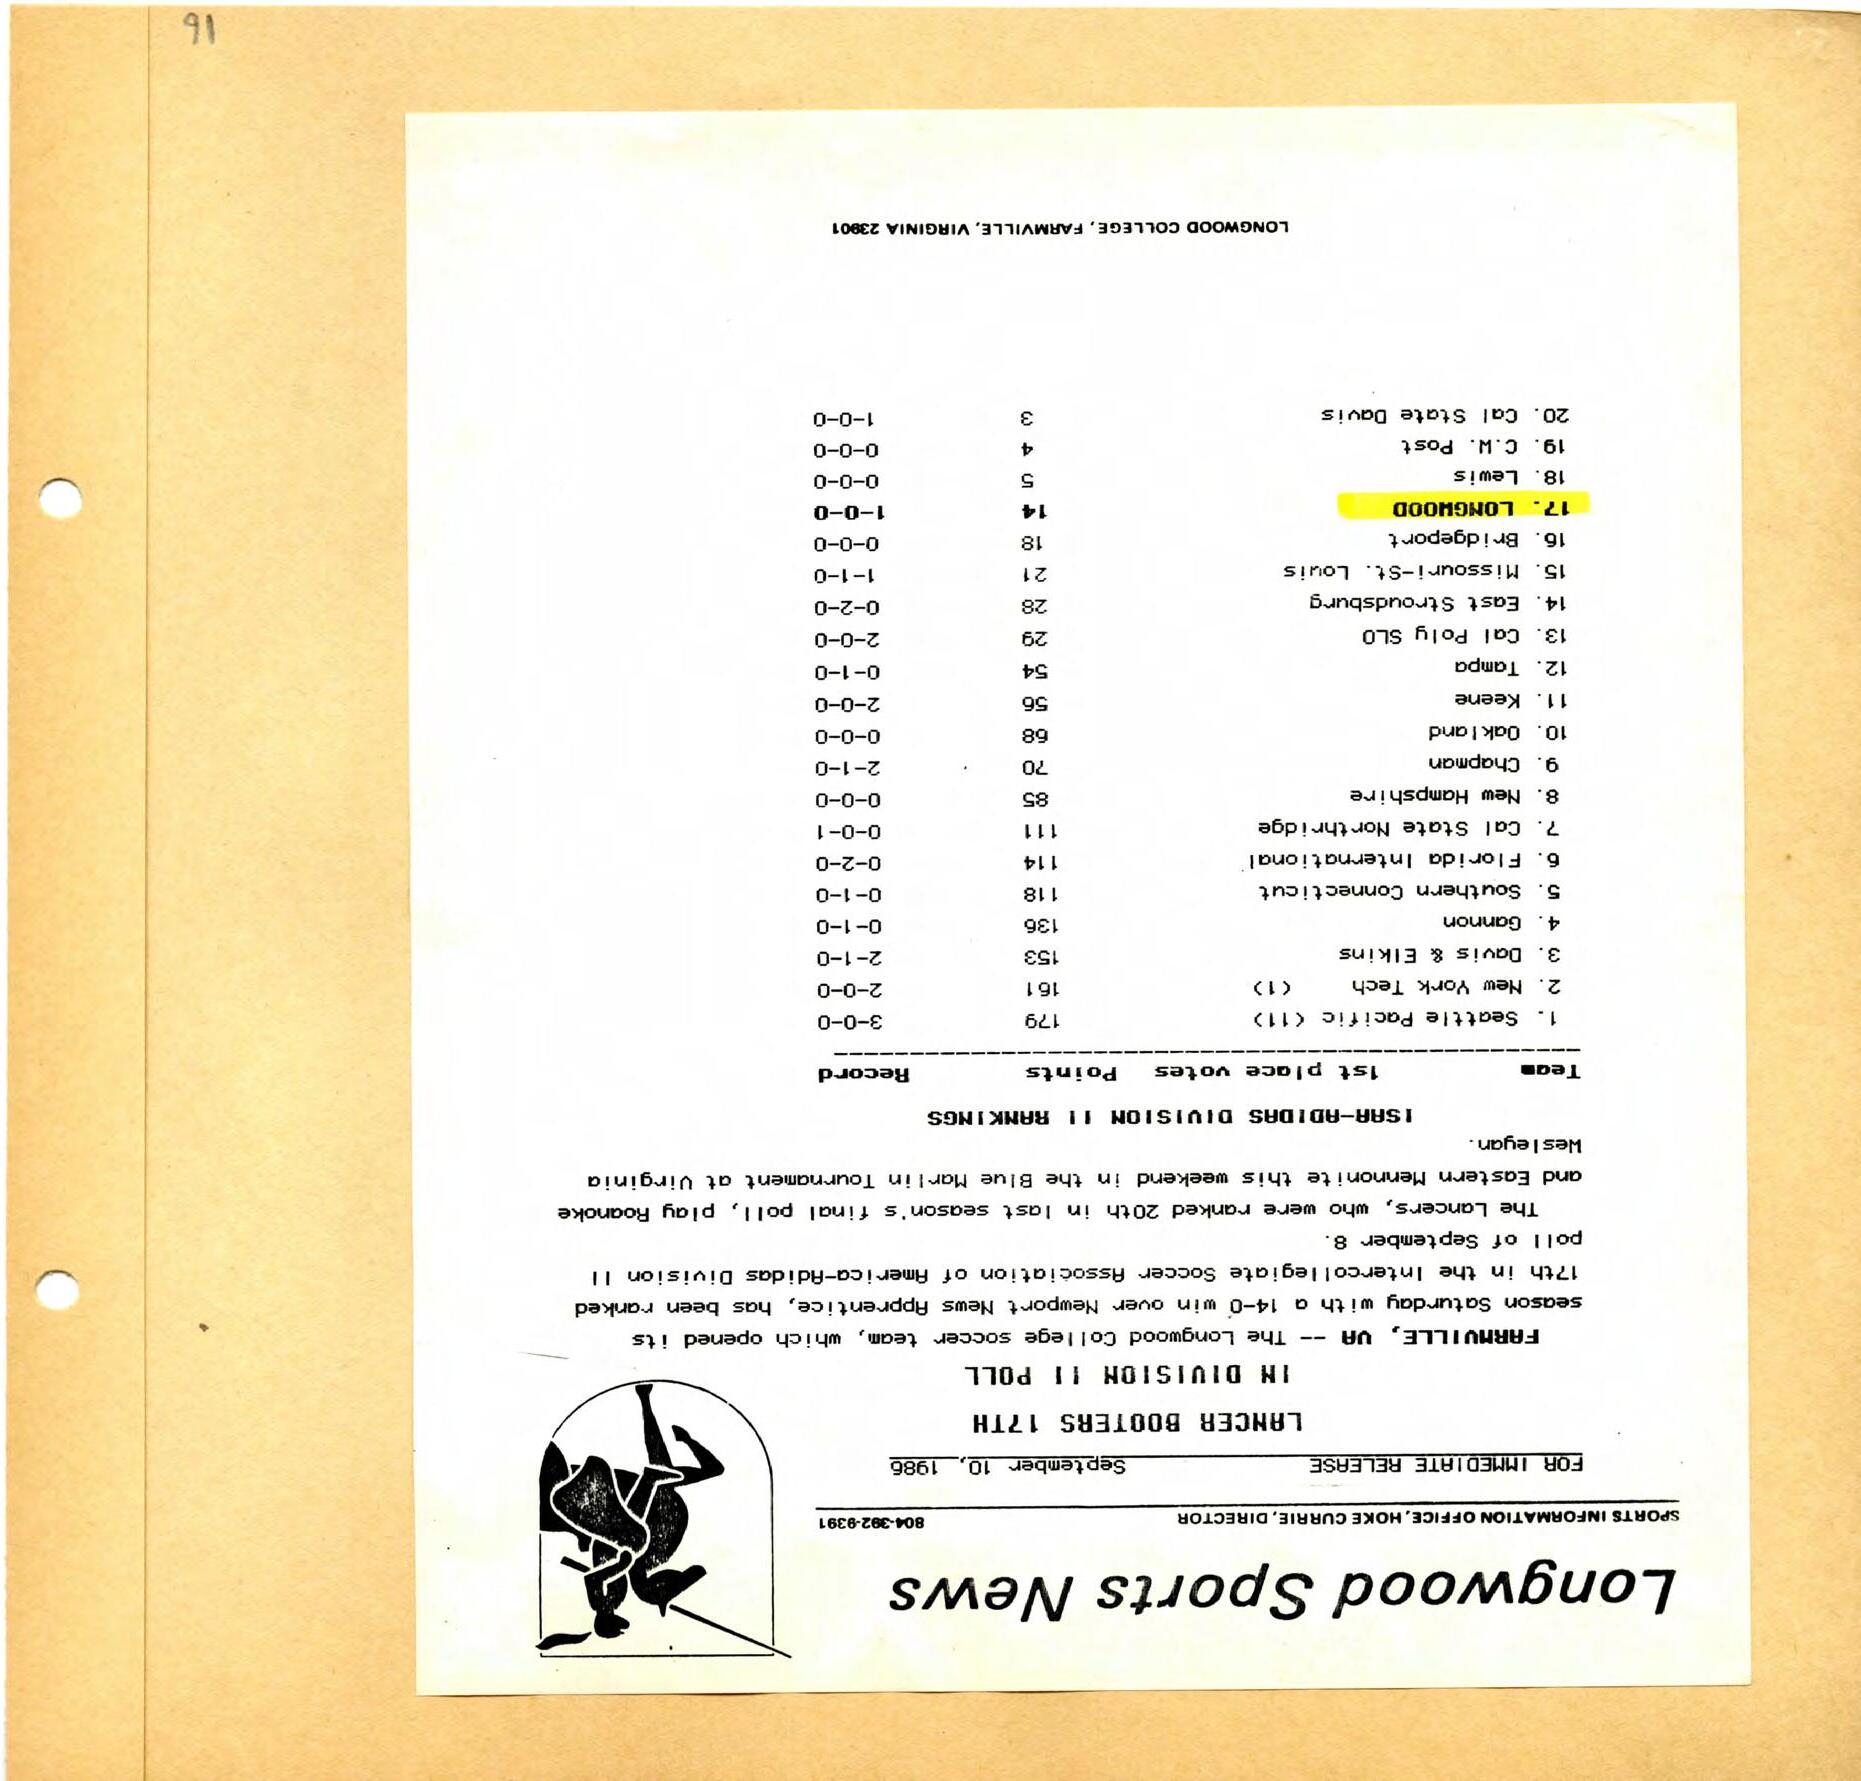 91
Longwood Sports News
SPORTS INFORMATION OFFICE, HOKE CURRIE, DIRECTOR 804-392-9391
FOR IMMEDIATE RELEASE September 10, 1986
LANCER BOOTERS 17TH
IN DIVISION II POLL
FARMVILLE, VA -- The Longwood College soccer team, which opened its
season Saturday with a 14-0 win over Newport News Apprentice, has been ranked
17th in the Intercollegiate Soccer Association of America-Adidas Division II
poll of September 8.
The Lancers, who were ranked 20th in last season's final poll, play Roanoke
and Eastern Mennonite this weekend in the Blue Marlin Tournament at Virginia
Wesleyan.
ISAA-ADIDAS DIVISION II RANKINGS
Team 1st place votes Points Record
1. Seattle Pacific (11) 179 3-0-0
2. New York Tech (1) 161 2-0-0
3. Davis & Elkins 153 2-1-0
4. Gannon 136 0-1-0
5. Southern Connecticut 118 0-1-0
6. Florida International 114 0-2-0
7. Cal State Northridge 111 0-0-1
8. New Hampshire 85 0-0-0
9. Chapman 70 2-1-0
10. Oakland 68 0-0-0
11. Keene 56 2-0-0
12. Tampa 54 0-1-0
13. Cal Poly SLO 29 2-0-0
14. East Stroudsburg 28 0-2-0
15. Missouri-St. Louis 21 1-1-0
16. Bridgeport 18 0-0-0
17. LONGWOOD 14 1-0-0
18. Lewis 5 0-0-0
19. C.W. Post 4 0-0-0
20. Cal State Davis 3 1-0-0
LONGWOOD COLLEGE, FARMVILLE, VIRGINIA 23901